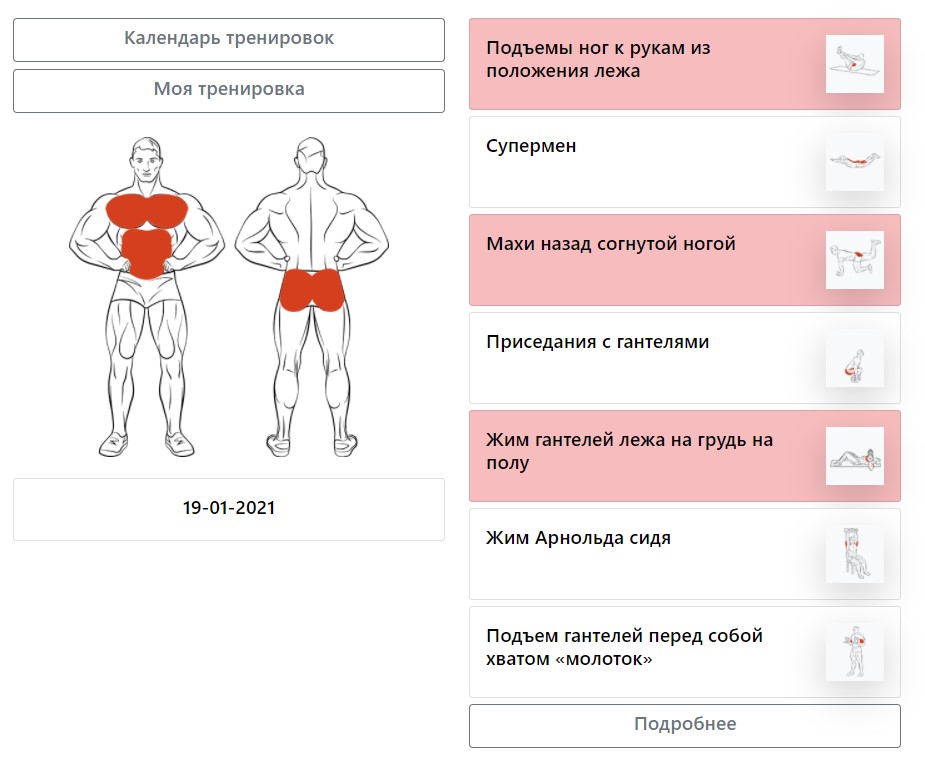 Календарь тренировок
Моя тренировка
19-01-2021
Подъемы ног к рукам из
положения лежа
Супермен
Махи назад согнутой ногой
Приседания с гантелями
Жим гантелей лежа на грудь на
полу
Жим Арнольда сидя
Подъем гантелей перед собой
хватом «молоток»
Подробнее